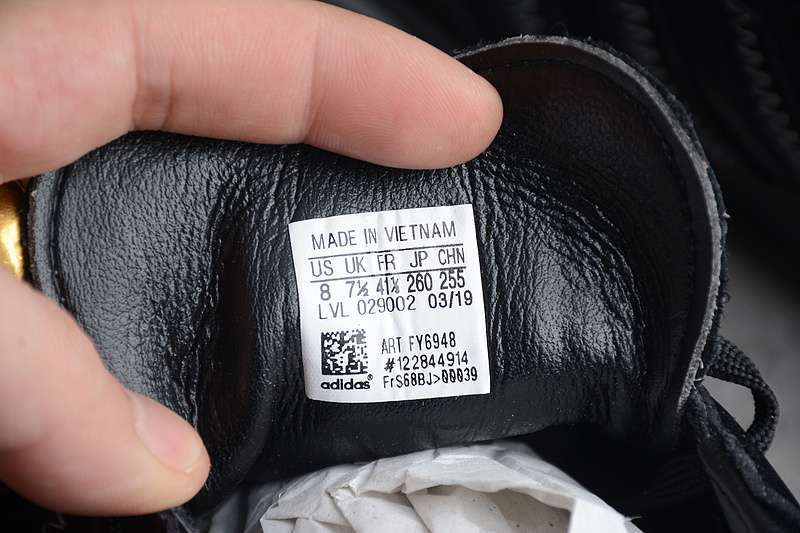 MADE IN VIETNAM
US UK FR JP CHN
8 7½ 41⅓ 260 255
LVL 029002 03/19
ART FY6948
#122844914
adidas® FrS68BJ>00039